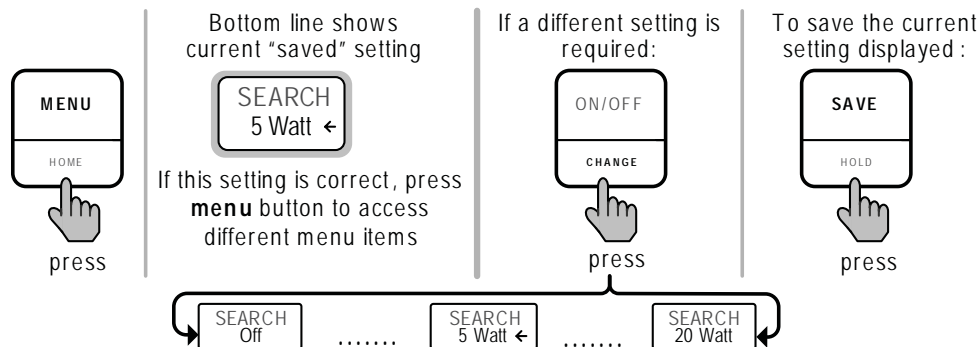 MENU
HOME
press
Bottom line shows
current “saved” setting
SEARCH
5 Watt ←
If this setting is correct, press
menu button to access
different menu items
If a different setting is
required:
ON/OFF
CHANGE
press
To save the current
setting displayed :
SAVE
HOLD
press
SEARCH
Off
.......
SEARCH
5 Watt ←
.......
SEARCH
20 Watt